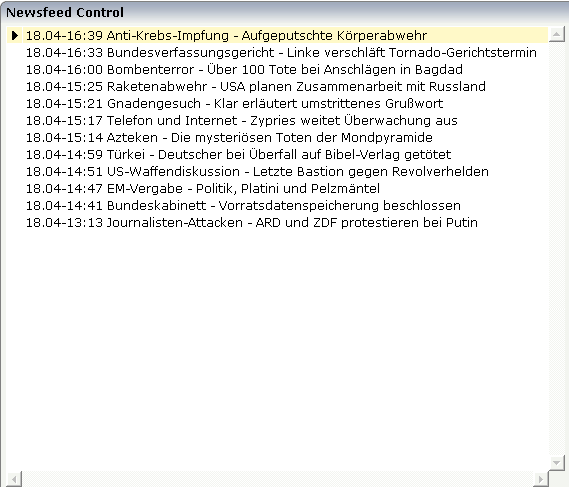 Newsfeed Control
18.04-16:39 Anti-Krebs-Impfung - Aufgeputschte Körperabwehr
18.04-16:33 Bundesverfassungsgericht - Linke verschläft Tornado-Gerichtstermin
18.04-16:00 Bombenterror - Über 100 Tote bei Anschlägen in Bagdad
18.04-15:25 Raketenabwehr - USA planen Zusammenarbeit mit Russland
18.04-15:21 Gnadengesuch - Klar erläutert umstrittenes Grußwort
18.04-15:17 Telefon und Internet - Zypries weitet Überwachung aus
18.04-15:14 Azteken - Die mysteriösen Toten der Mondpyramide
18.04-14:59 Türkei - Deutscher bei Überfall auf Bibel-Verlag getötet
18.04-14:51 US-Waffendiskussion - Letzte Bastion gegen Revolverhelden
18.04-14:47 EM-Vergabe - Politik, Platini und Pelzmäntel
18.04-14:41 Bundeskabinett - Vorratsdatenspeicherung beschlossen
18.04-13:13 Journalisten-Attacken - ARD und ZDF protestieren bei Putin